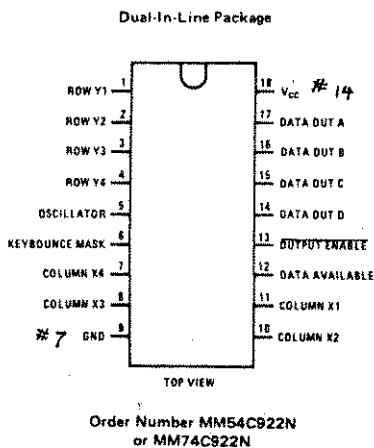 Dual-In-Line Package
ROW Y1 1
ROW Y2 2
ROW Y3 3
ROW Y4 4
OSCILLATOR 5
KEYBOUNCE MASK 6
COLUMN X4 7
COLUMN X3 8
#7 GND 9
18 VCC #14
17 DATA OUT A
16 DATA OUT B
15 DATA OUT C
14 DATA OUT D
13 OUTPUT ENABLE
12 DATA AVAILABLE
11 COLUMN X1
10 COLUMN X2
TOP VIEW
Order Number MM54C922N
or MM74C922N